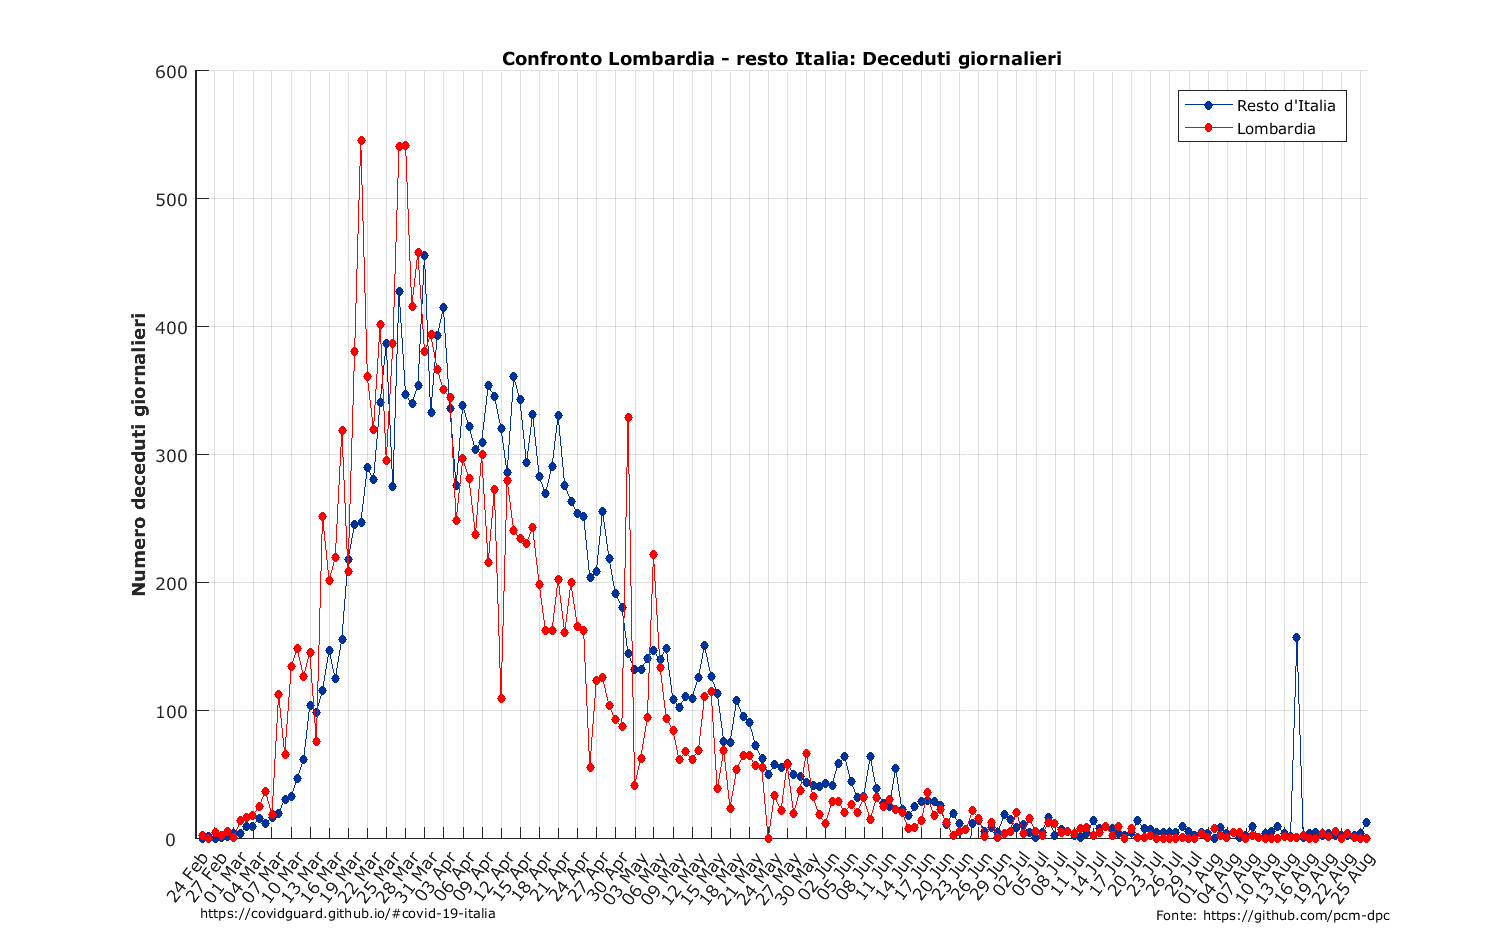 Confronto Lombardia - resto Italia: Deceduti giornalieri
Resto d'Italia
Lombardia
Numero deceduti giornalieri
600
500
400
300
200
100
0
24 Feb
27 Feb
01 Mar
04 Mar
07 Mar
10 Mar
13 Mar
16 Mar
19 Mar
22 Mar
25 Mar
28 Mar
31 Mar
03 Apr
06 Apr
09 Apr
12 Apr
15 Apr
18 Apr
21 Apr
24 Apr
27 Apr
30 Apr
03 May
06 May
09 May
12 May
15 May
18 May
21 May
24 May
27 May
30 May
02 Jun
05 Jun
08 Jun
11 Jun
14 Jun
17 Jun
20 Jun
23 Jun
26 Jun
29 Jun
02 Jul
05 Jul
08 Jul
11 Jul
14 Jul
17 Jul
20 Jul
23 Jul
26 Jul
29 Jul
01 Aug
04 Aug
07 Aug
10 Aug
13 Aug
16 Aug
19 Aug
22 Aug
25 Aug
https://covidguard.github.io/#covid-19-italia
Fonte: https://github.com/pcm-dpc